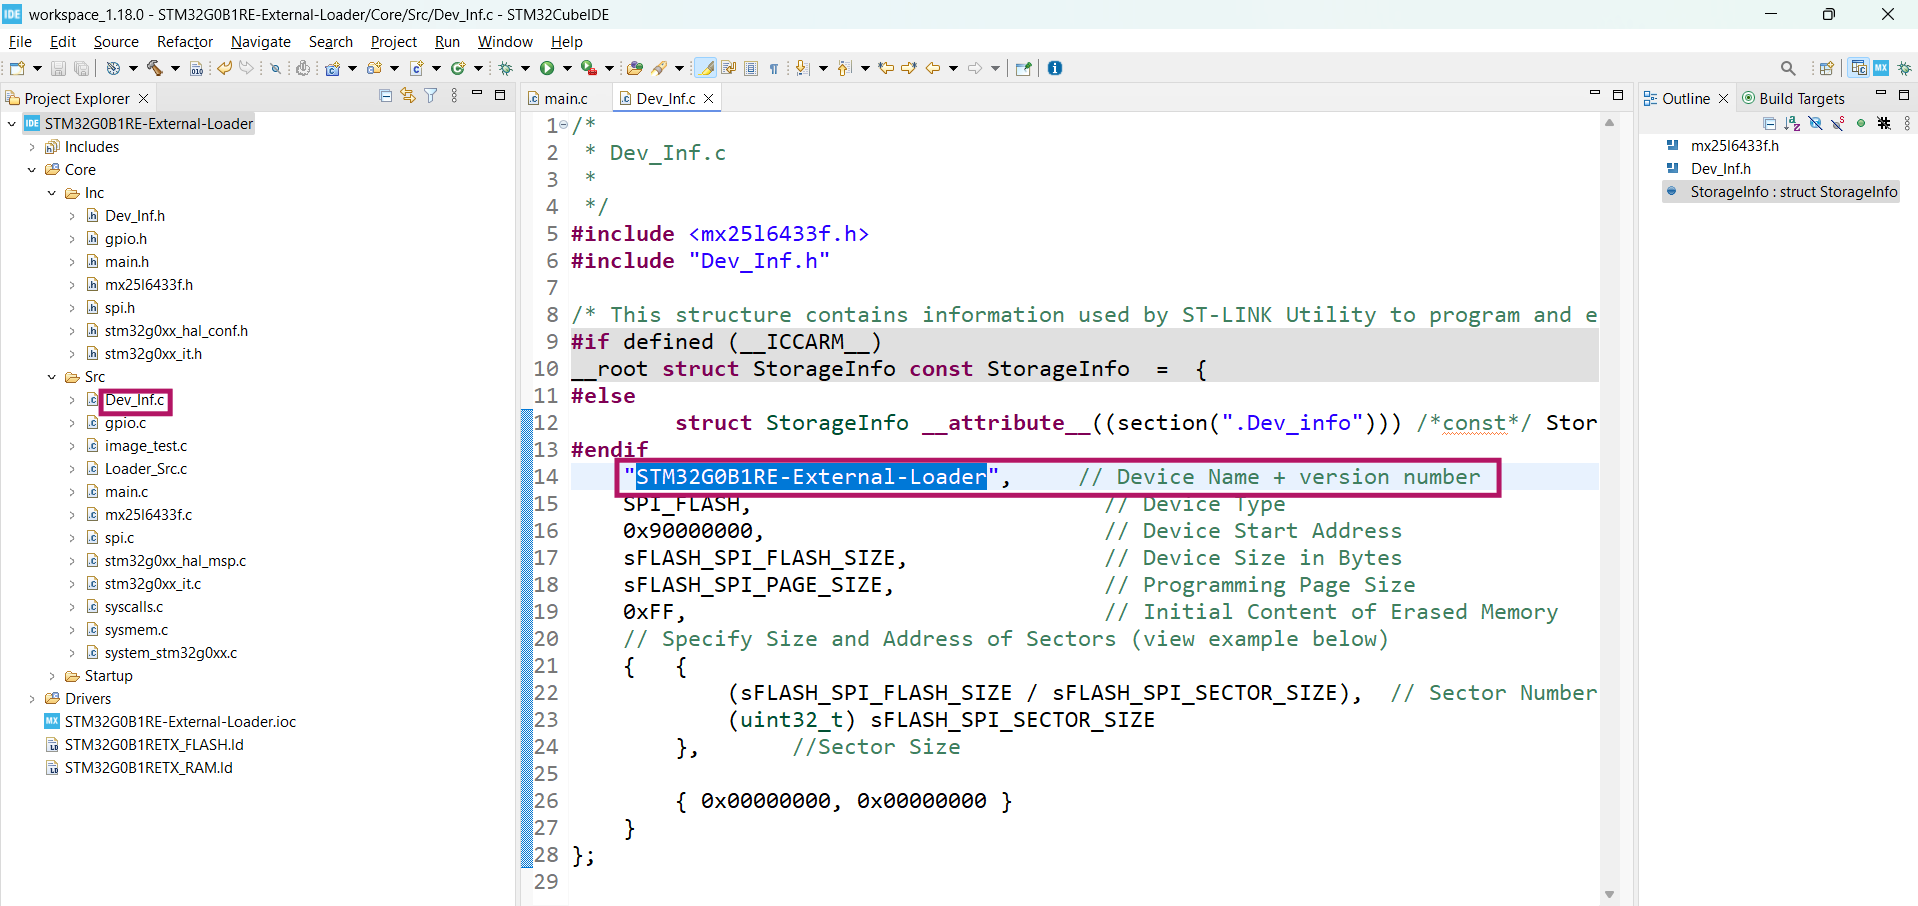 IDE workspace_1.18.0 - STM32G0B1RE-External-Loader/Core/Src/Dev_Inf.c - STM32CubeIDE
File Edit Source Refactor Navigate Search Project Run Window Help
Project Explorer
IDE STM32G0B1RE-External-Loader
Includes
Core
Inc
Dev_Inf.h
gpio.h
main.h
mx25l6433f.h
spi.h
stm32g0xx_hal_conf.h
stm32g0xx_it.h
Src
Dev_Inf.c
gpio.c
image_test.c
Loader_Src.c
main.c
mx25l6433f.c
spi.c
stm32g0xx_hal_msp.c
stm32g0xx_it.c
syscalls.c
sysmem.c
system_stm32g0xx.c
Startup
Drivers
MX STM32G0B1RE-External-Loader.ioc
STM32G0B1RETX_FLASH.ld
STM32G0B1RETX_RAM.ld
main.c Dev_Inf.c
1 /*
2 * Dev_Inf.c
3 *
4 */
5 #include <mx25l6433f.h>
6 #include "Dev_Inf.h"
7
8 /* This structure contains information used by ST-LINK Utility to program and e
9 #if defined (__ICCARM__)
10 __root struct StorageInfo const StorageInfo = {
11 #else
12 struct StorageInfo __attribute__((section(".Dev_info"))) /*const*/ Stor
13 #endif
14 "STM32G0B1RE-External-Loader", // Device Name + version number
15 SPI_FLASH, // Device Type
16 0x90000000, // Device Start Address
17 sFLASH_SPI_FLASH_SIZE, // Device Size in Bytes
18 sFLASH_SPI_PAGE_SIZE, // Programming Page Size
19 0xFF, // Initial Content of Erased Memory
20 // Specify Size and Address of Sectors (view example below)
21 { {
22 (sFLASH_SPI_FLASH_SIZE / sFLASH_SPI_SECTOR_SIZE), // Sector Number
23 (uint32_t) sFLASH_SPI_SECTOR_SIZE
24 }, //Sector Size
25
26 { 0x00000000, 0x00000000 }
27 }
28 };
29
Outline Build Targets
mx25l6433f.h
Dev_Inf.h
StorageInfo : struct StorageInfo